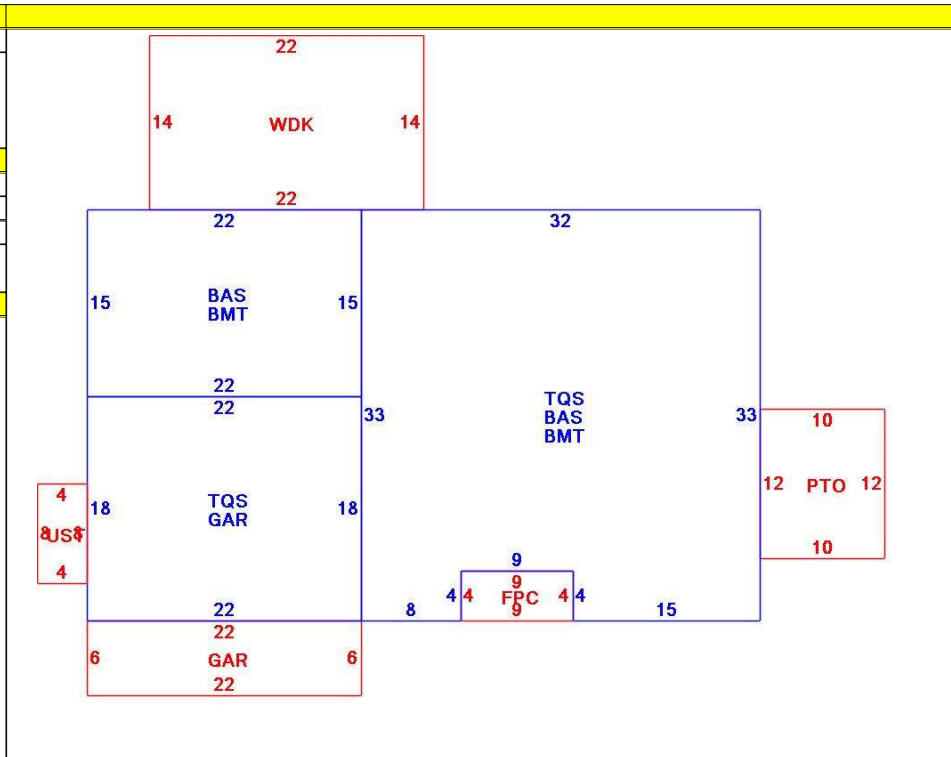 22
14 WDK 14
22
22 32
15 BAS 15
BMT
22
22
33 TQS 33
BAS
BMT
10
12 PTO 12
10
4
18 TQS 18
GAR
8 UST 8
4
9
9
4 4 FPC 4 4
9
22 8 15
22
6 GAR 6
22